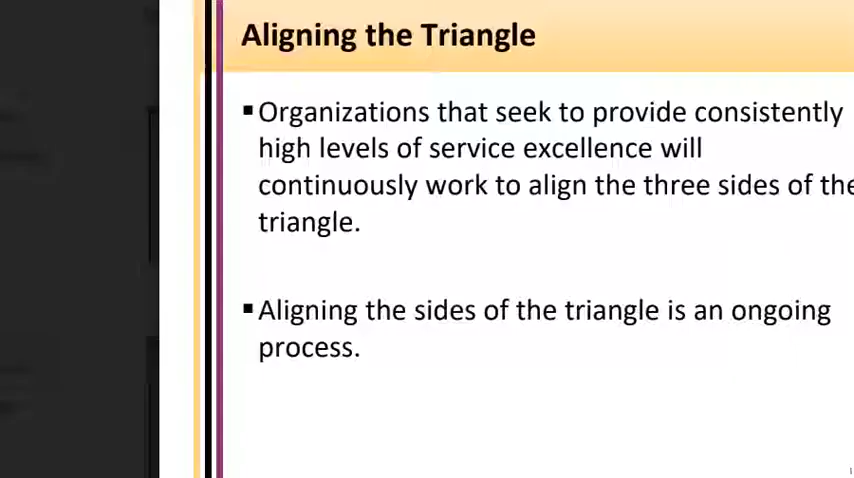 Aligning the Triangle
▪Organizations that seek to provide consistently
high levels of service excellence will
continuously work to align the three sides of the
triangle.
▪Aligning the sides of the triangle is an ongoing
process.